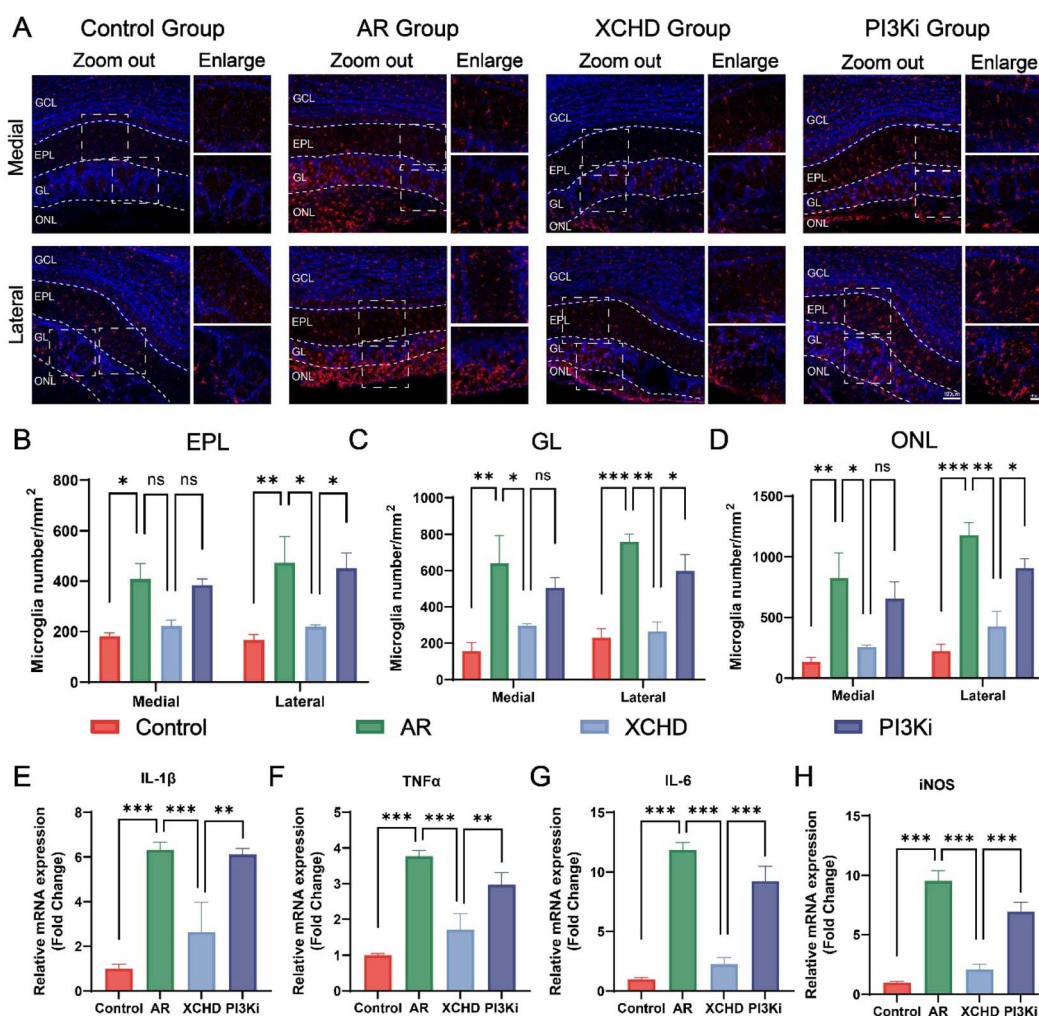 A
Control Group AR Group XCHD Group PI3Ki Group
Zoom out Enlarge Zoom out Enlarge Zoom out Enlarge Zoom out Enlarge
Medial
GCL GCL GCL GCL
EPL EPL EPL EPL
GL GL GL GL
ONL ONL ONL ONL
Lateral
GCL GCL GCL GCL
EPL EPL EPL EPL
GL GL GL GL
ONL ONL ONL ONL
100μm
B EPL C GL D ONL
Microglia number/mm²
800
600
400
200
0
* ns ns ** * *
Medial Lateral
Microglia number/mm²
1000
800
600
400
200
0
** * ns *** ** *
Medial Lateral
Microglia number/mm²
1500
1000
500
0
** * ns *** ** *
Medial Lateral
Control AR XCHD PI3Ki
E IL-1β
Relative mRNA expression
(Fold Change)
8
6
4
2
0
*** *** **
Control AR XCHD PI3Ki
F TNFα
Relative mRNA expression
(Fold Change)
5
4
3
2
1
0
*** *** **
Control AR XCHD PI3Ki
G IL-6
Relative mRNA expression
(Fold Change)
15
10
5
0
*** *** ***
Control AR XCHD PI3Ki
H iNOS
Relative mRNA expression
(Fold Change)
15
10
5
0
*** *** ***
Control AR XCHD PI3Ki